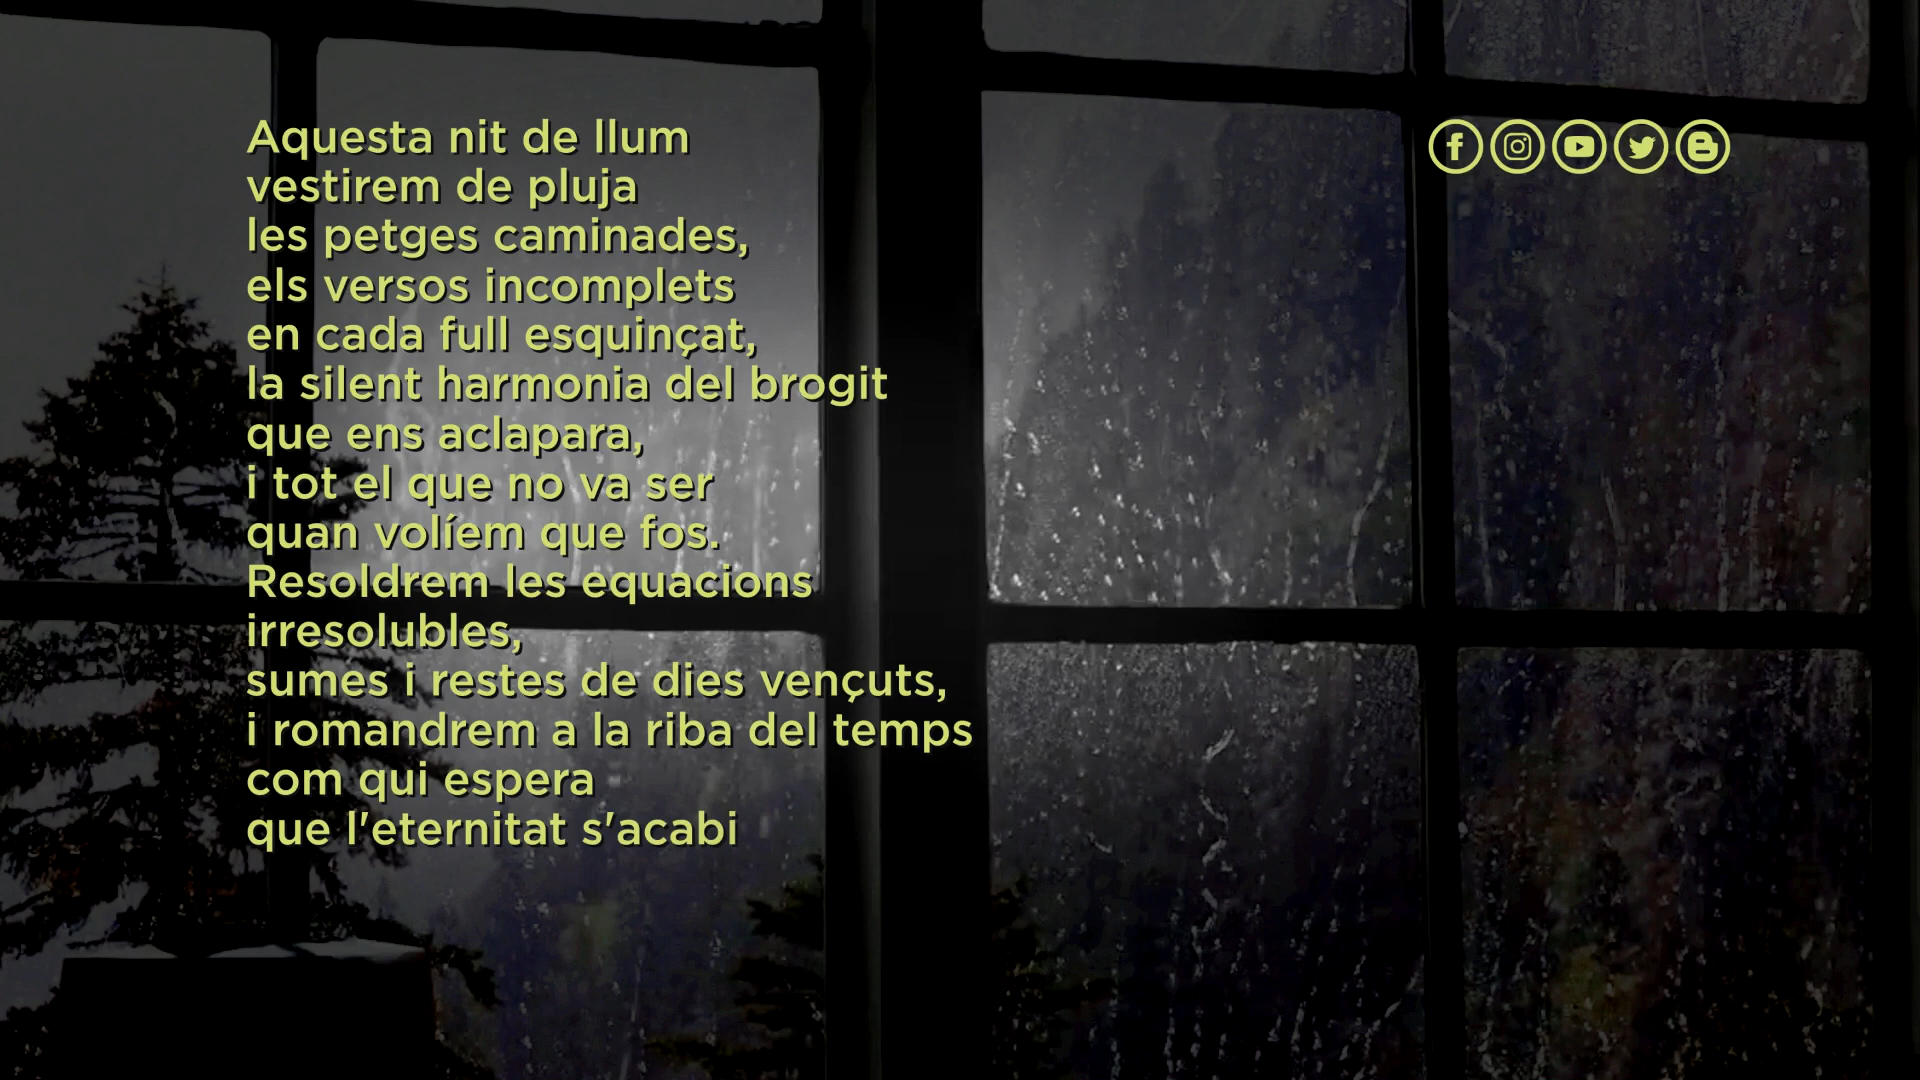 Aquesta nit de llum
vestirem de pluja
les petges caminades,
els versos incomplets
en cada full esquinçat,
la silent harmonia del brogit
que ens aclapara,
i tot el que no va ser
quan volíem que fos.
Resoldrem les equacions
irresolubles,
sumes i restes de dies vençuts,
i romandrem a la riba del temps
com qui espera
que l'eternitat s'acabi